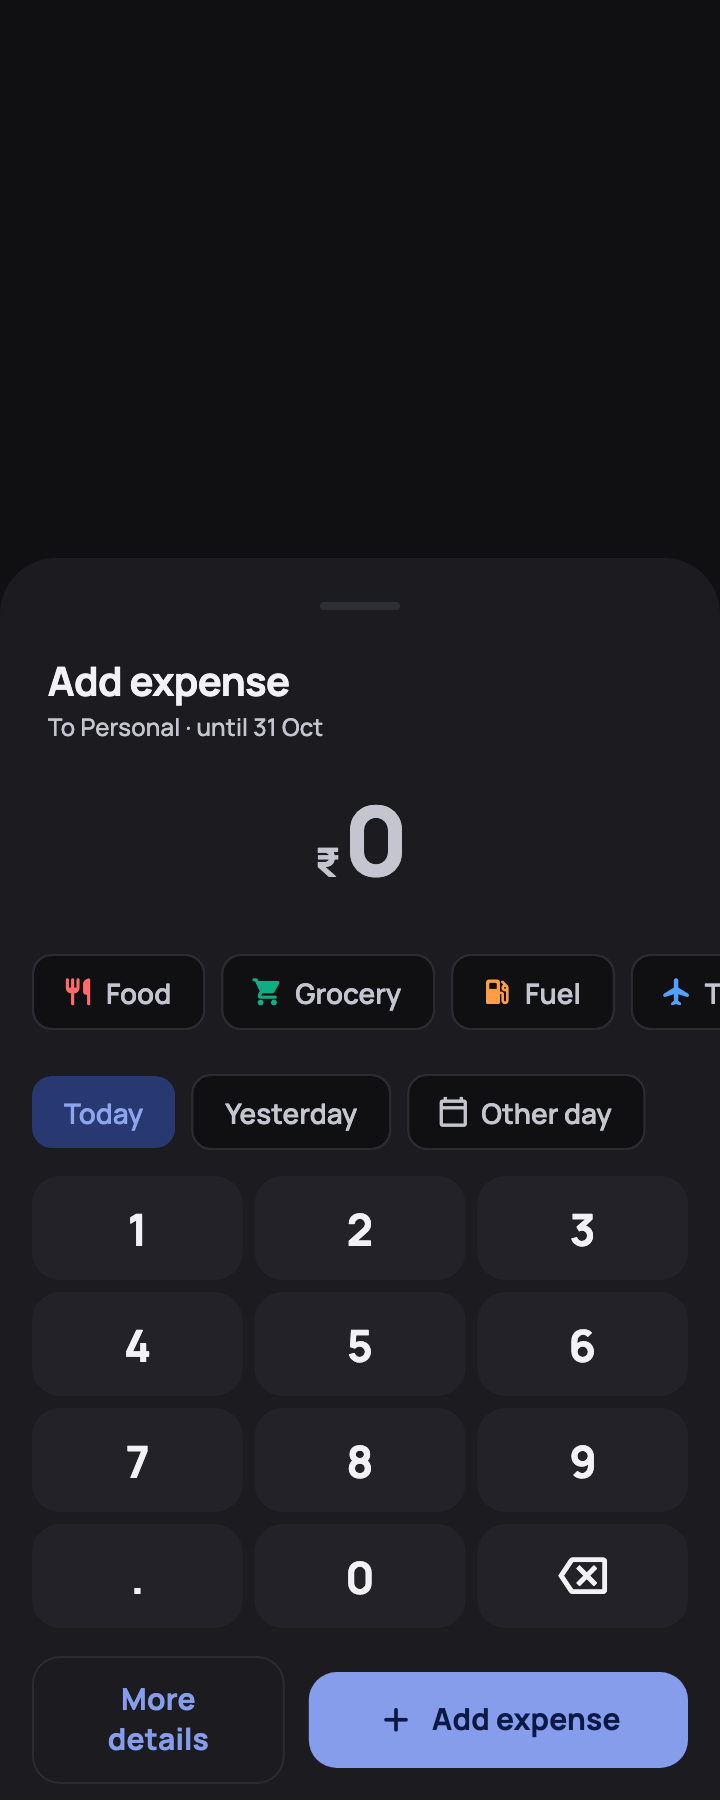 Add expense
To Personal · until 31 Oct
₹0
Food Grocery Fuel
Today Yesterday Other day
1 2 3
4 5 6
7 8 9
. 0
More
details
Add expense